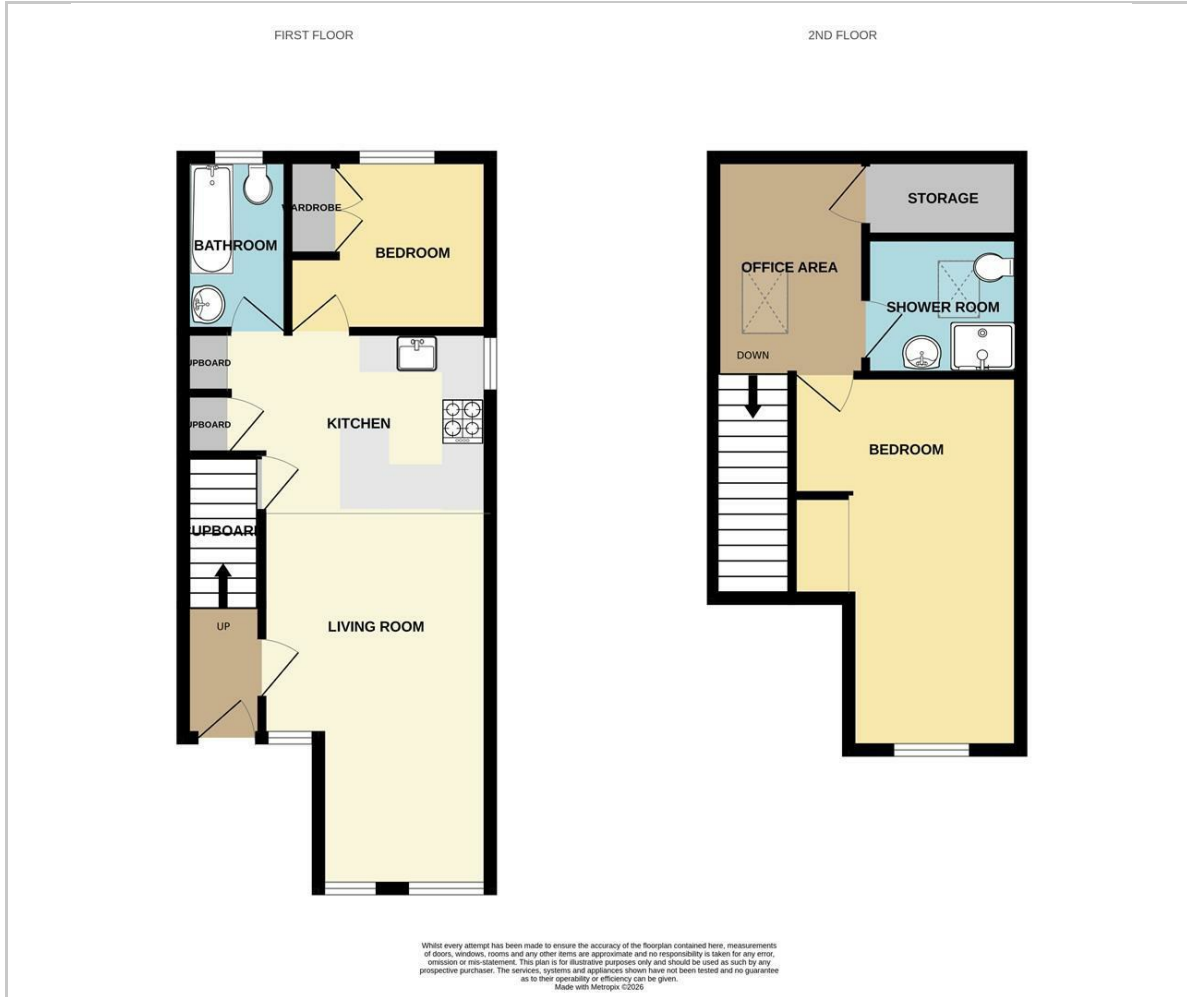 FIRST FLOOR
2ND FLOOR
WARDROBE
BATHROOM
BEDROOM
UPBOARD
UPBOARD
KITCHEN
UPBOARD
UP
LIVING ROOM
STORAGE
OFFICE AREA
SHOWER ROOM
DOWN
BEDROOM
Whilst every attempt has been made to ensure the accuracy of the floorplan contained here, measurements
of doors, windows, rooms and any other items are approximate and no responsibility is taken for any error,
omission or mis-statement. This plan is for illustrative purposes only and should be used as such by any
prospective purchaser. The services, systems and appliances shown have not been tested and no guarantee
as to their operability or efficiency can be given.
Made with Metropix ©2026